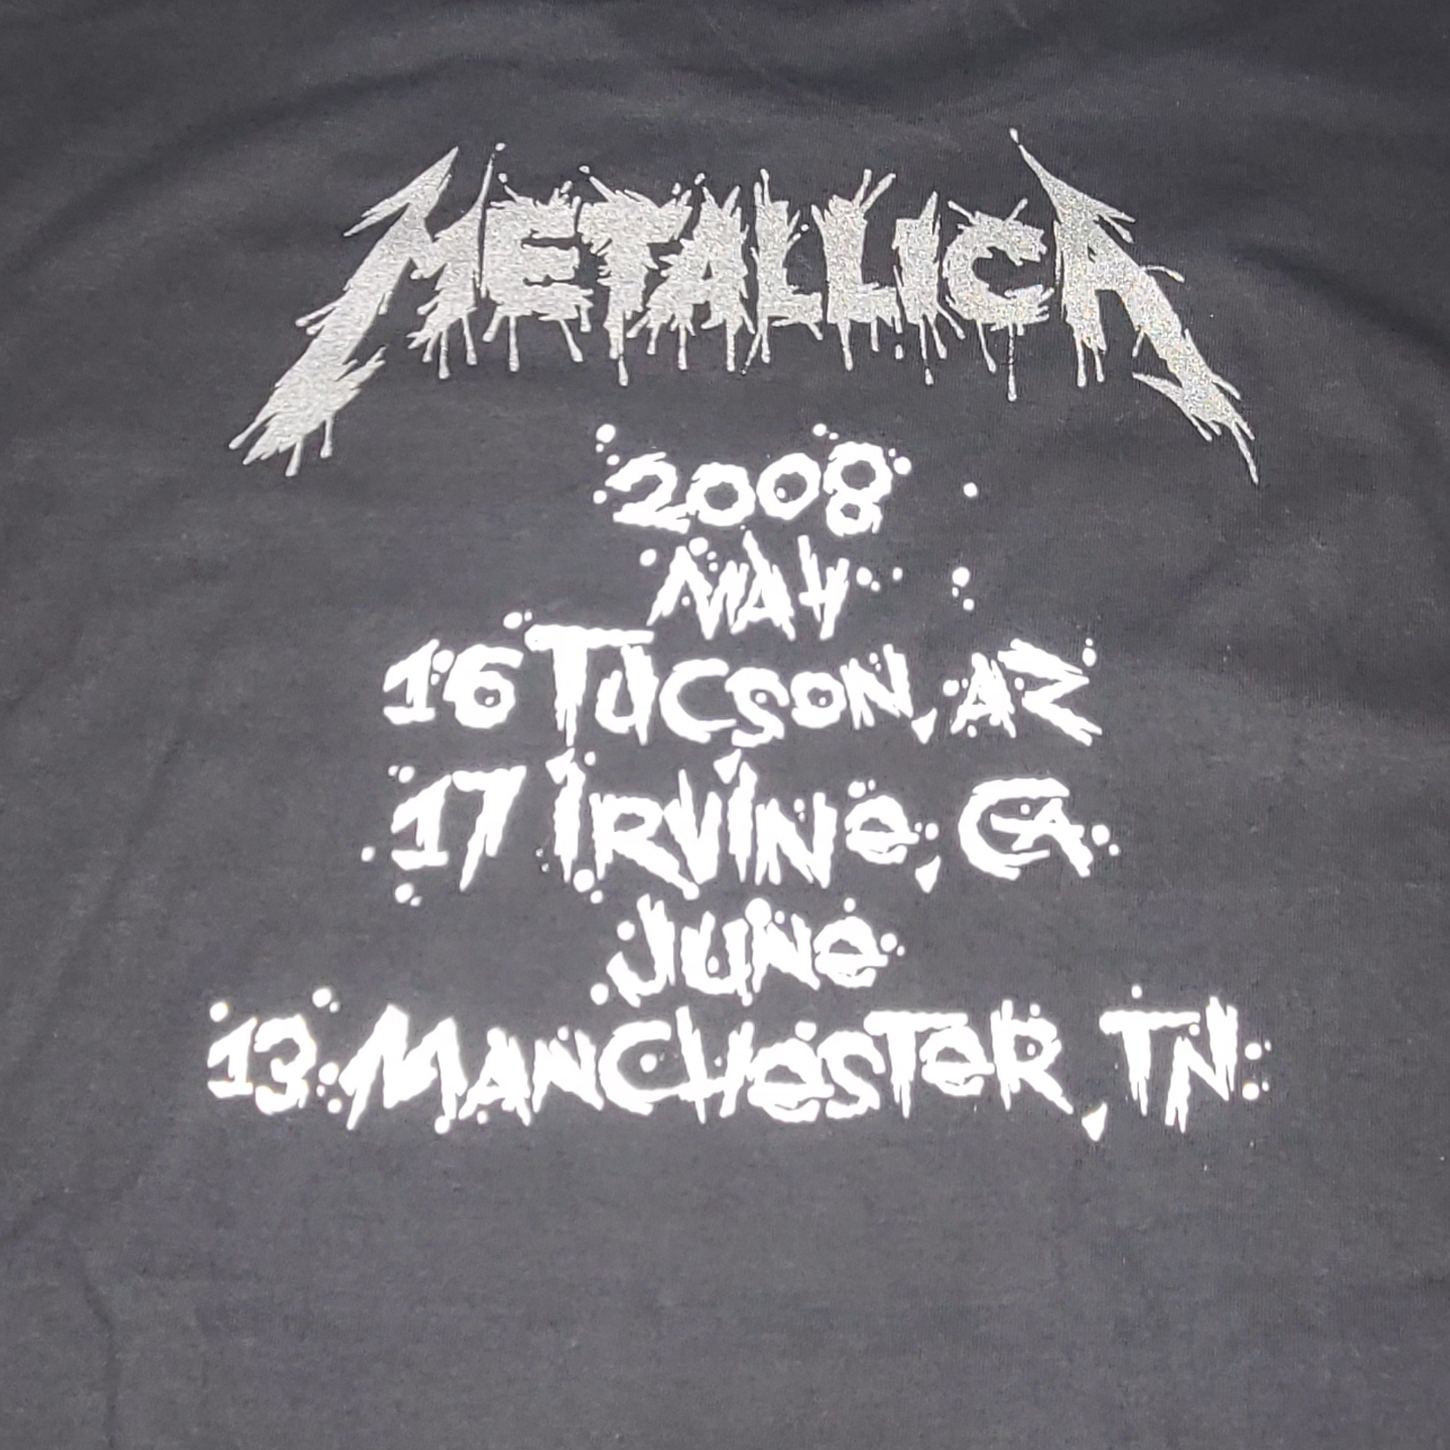 METALLICA
2008
MAY
16 TUCSON, AZ
17 IRVINE, CA
JUNE
13 MANCHESTER, TN